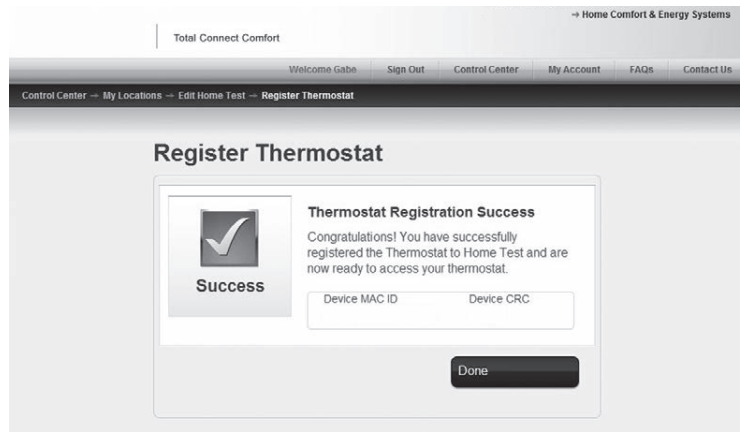 → Home Comfort & Energy Systems
Total Connect Comfort
Welcome Gabe Sign Out Control Center My Account FAQs Contact Us
Control Center → My Locations → Edit Home Test → Register Thermostat
Register Thermostat
Thermostat Registration Success
Congratulations! You have successfully
registered the Thermostat to Home Test and are
now ready to access your thermostat.
Success
Device MAC ID Device CRC
Done